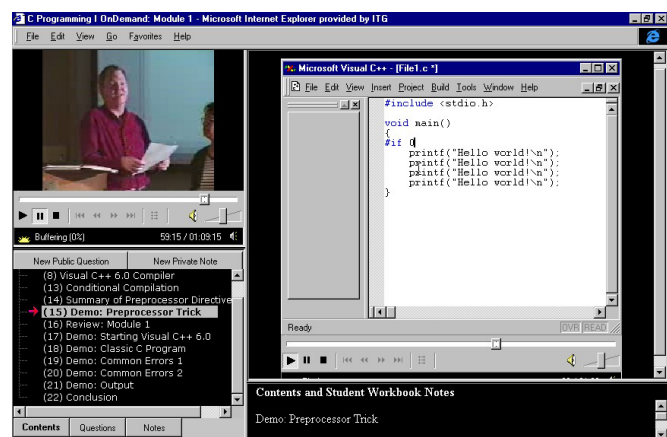 C Programming I OnDemand: Module 1 - Microsoft Internet Explorer provided by ITG
File Edit View Go Favorites Help
Buffering (0%) 59:15 / 01:09:15
New Public Question New Private Note
(8) Visual C++ 6.0 Compiler
(13) Conditional Compilation
(14) Summary of Preprocessor Directive
(15) Demo: Preprocessor Trick
(16) Review: Module 1
(17) Demo: Starting Visual C++ 6.0
(18) Demo: Classic C Program
(19) Demo: Common Errors 1
(20) Demo: Common Errors 2
(21) Demo: Output
(22) Conclusion
Contents Questions Notes
Microsoft Visual C++ - [File1.c *]
File Edit View Insert Project Build Tools Window Help
#include <stdio.h>
void main()
{
#if 0
printf("Hello world!\n");
printf("Hello world!\n");
printf("Hello world!\n");
printf("Hello world!\n");
}
Ready OVR READ
Contents and Student Workbook Notes
Demo: Preprocessor Trick